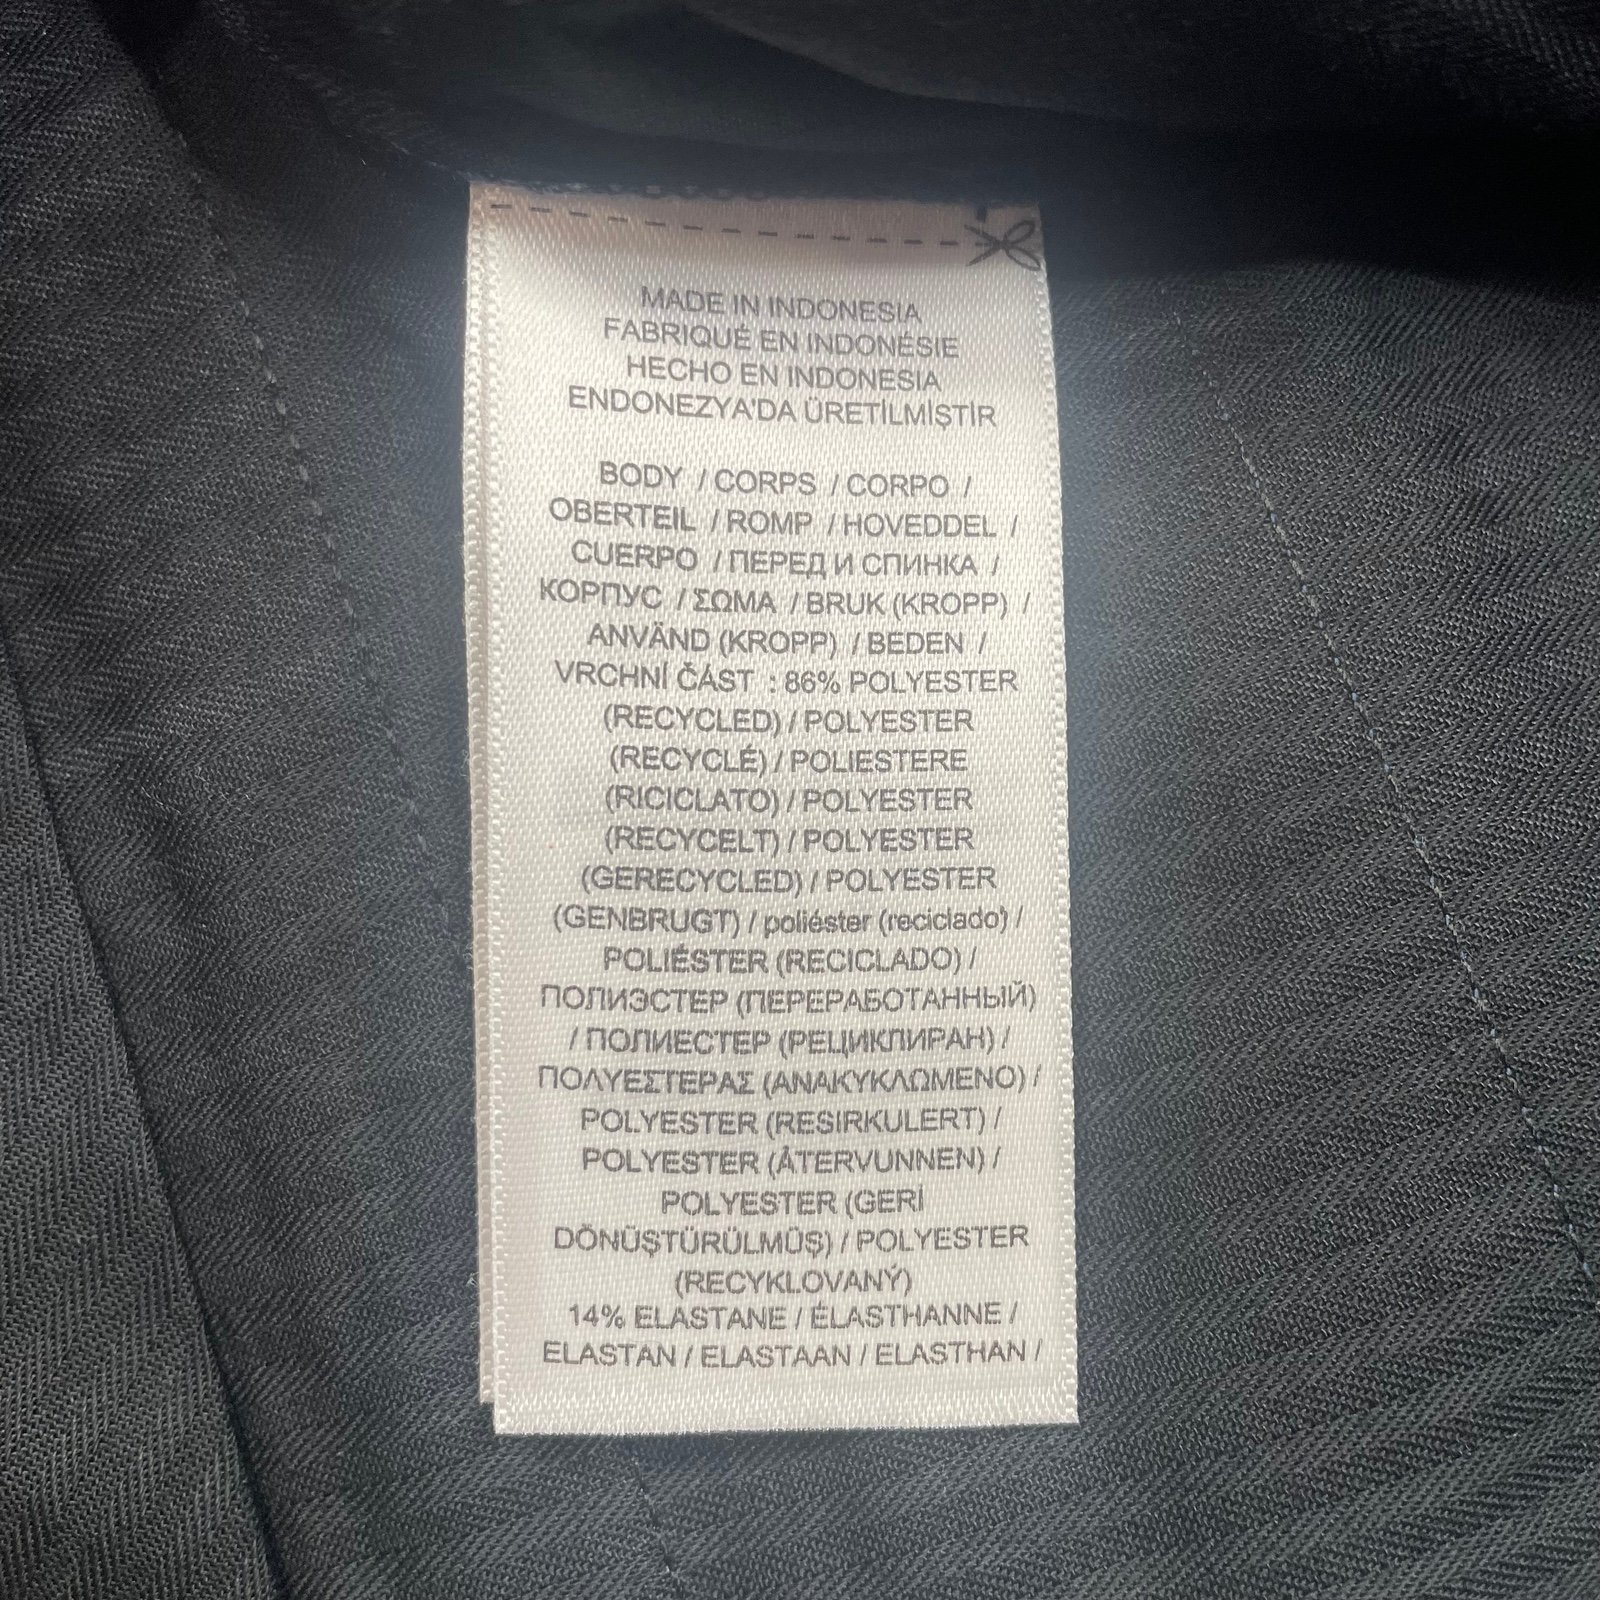 MADE IN INDONESIA
FABRIQUÉ EN INDONÉSIE
HECHO EN INDONESIA
ENDONEZYA'DA ÜRETİLMİŞTİR
BODY / CORPS / CORPO /
OBERTEIL / ROMP / HOVEDDEL /
CUERPO / ПЕРЕД И СПИНКА /
КОРПУС / ΣΩΜΑ / BRUK (KROPP) /
ANVÄND (KROPP) / BEDEN /
VRCHNÍ ČÁST : 86% POLYESTER
(RECYCLED) / POLYESTER
(RECYCLÉ) / POLIESTERE
(RICICLATO) / POLYESTER
(RECYCELT) / POLYESTER
(GERECYCLED) / POLYESTER
(GENBRUGT) / poliéster (reciclado) /
POLIÉSTER (RECICLADO) /
ПОЛИЭСТЕР (ПЕРЕРАБОТАННЫЙ)
/ ПОЛИЕСТЕР (РЕЦИКЛИРАН) /
ΠΟΛΥΕΣΤΕΡΑΣ (ΑΝΑΚΥΚΛΩΜΕΝΟ) /
POLYESTER (RESIRKULERT) /
POLYESTER (ÅTERVUNNEN) /
POLYESTER (GERİ
DÖNÜŞTÜRÜLMÜŞ) / POLYESTER
(RECYKLOVANÝ)
14% ELASTANE / ÉLASTHANNE /
ELASTAN / ELASTAAN / ELASTHAN /